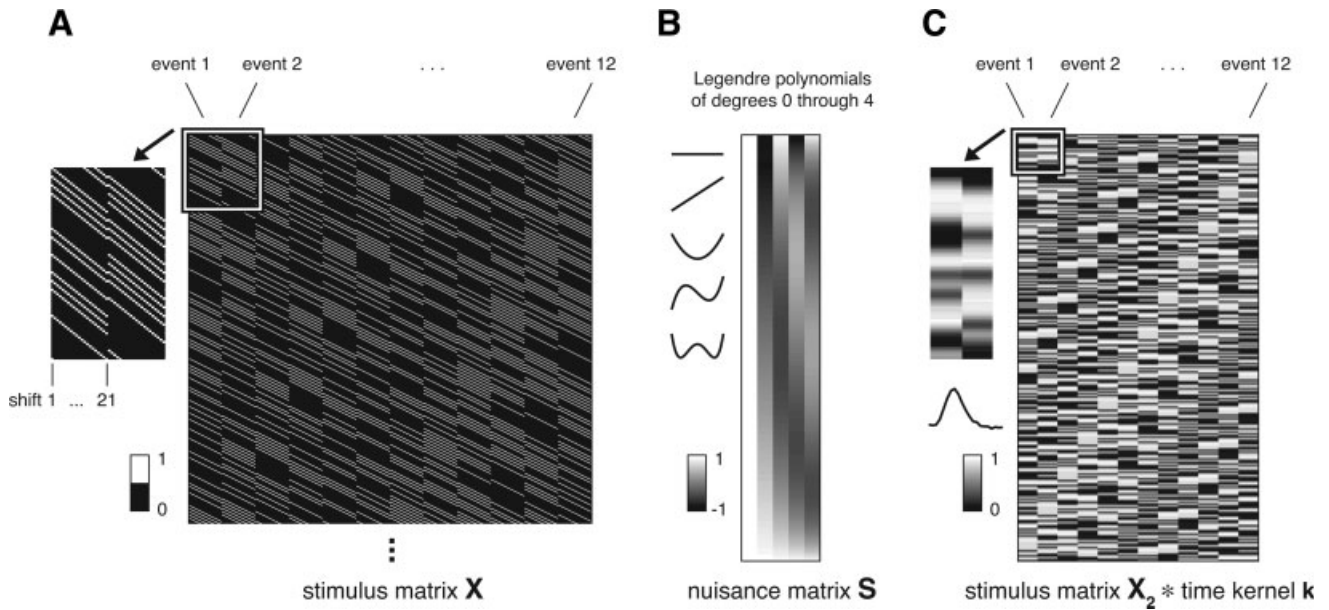 A
event 1
event 2
. . .
event 12
shift 1 ... 21
1
0
stimulus matrix X
B
Legendre polynomials
of degrees 0 through 4
1
-1
nuisance matrix S
C
event 1
event 2
. . .
event 12
1
0
stimulus matrix X2 * time kernel k